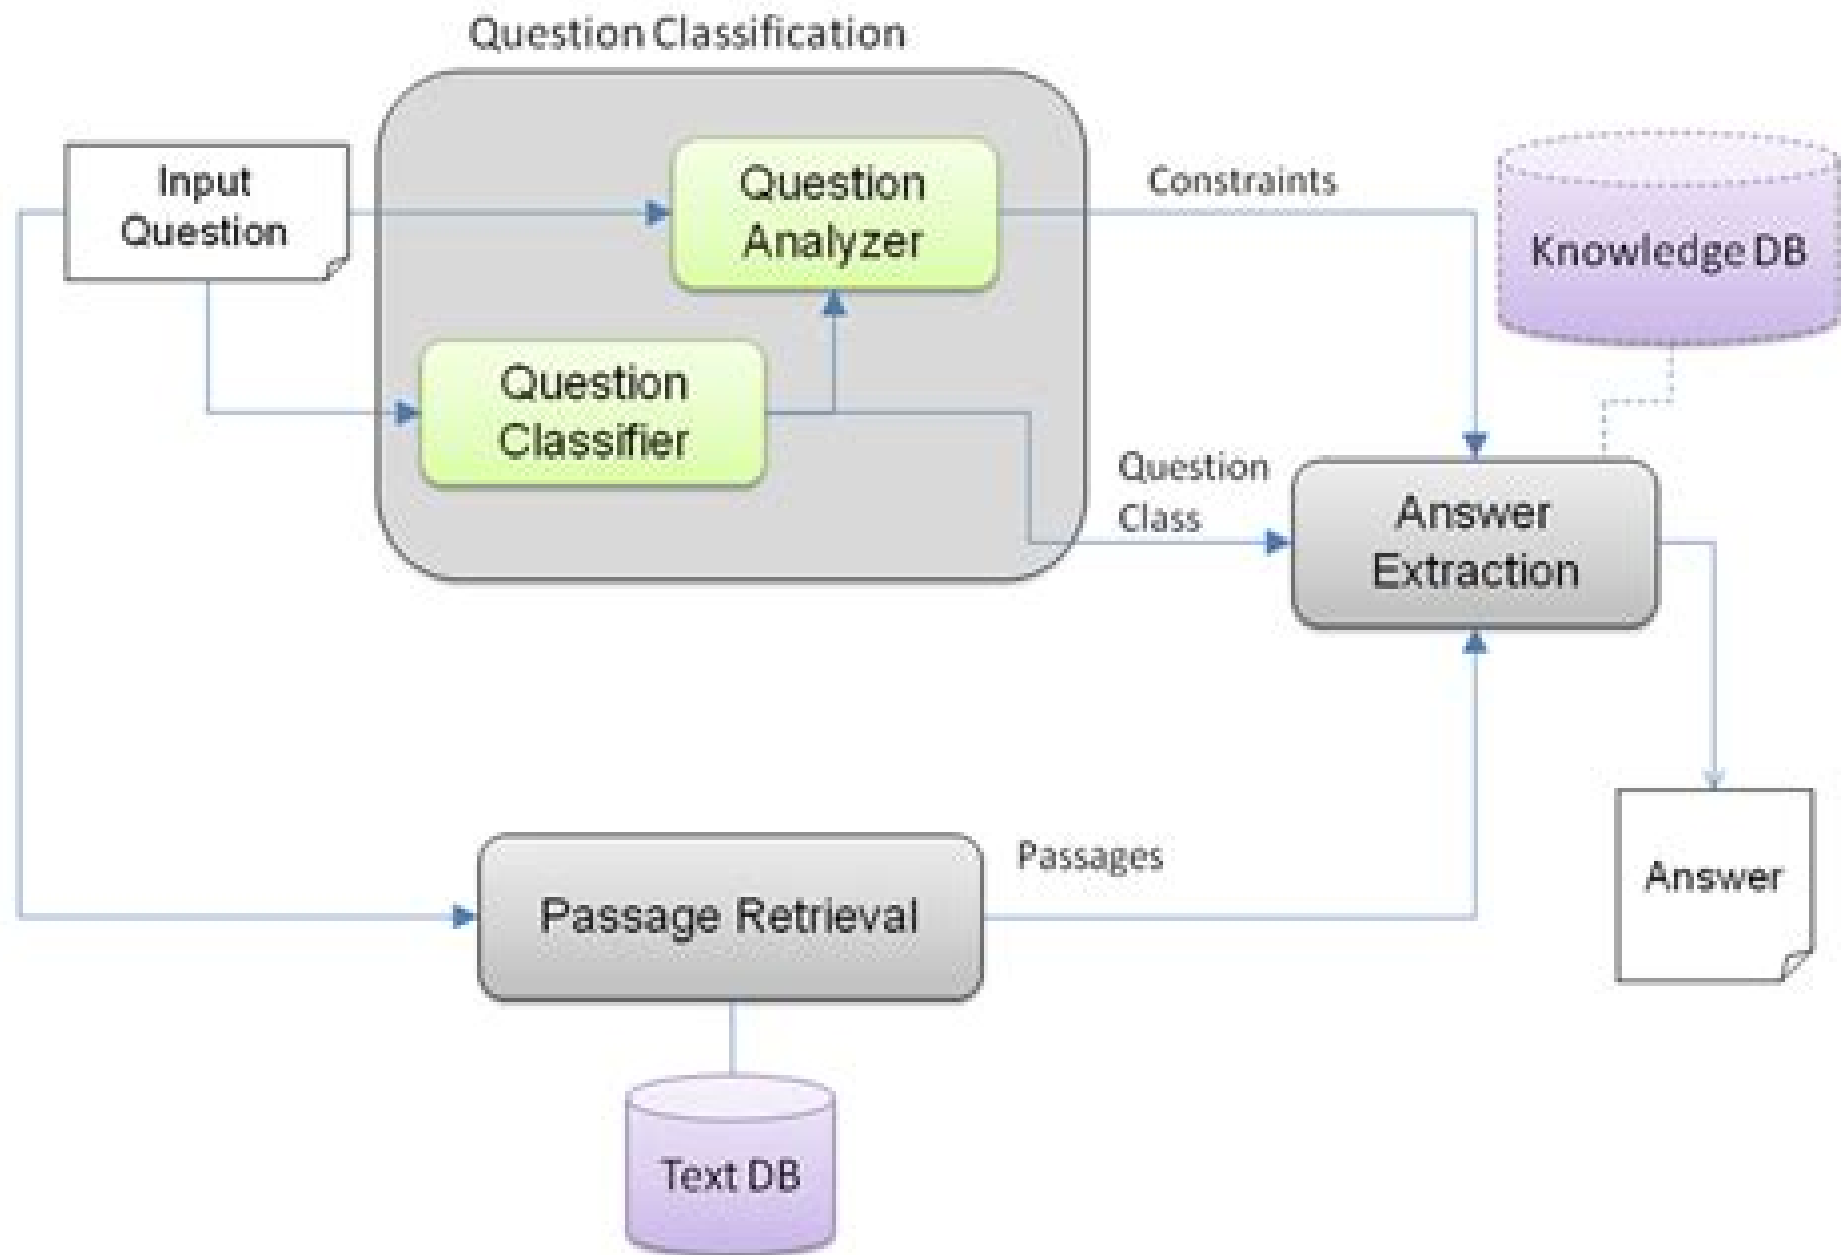 Question Classification
Input
Question
Question
Analyzer
Constraints
Knowledge DB
Question
Classifier
Question
Class
Answer
Extraction
Passage Retrieval
Passages
Answer
Text DB